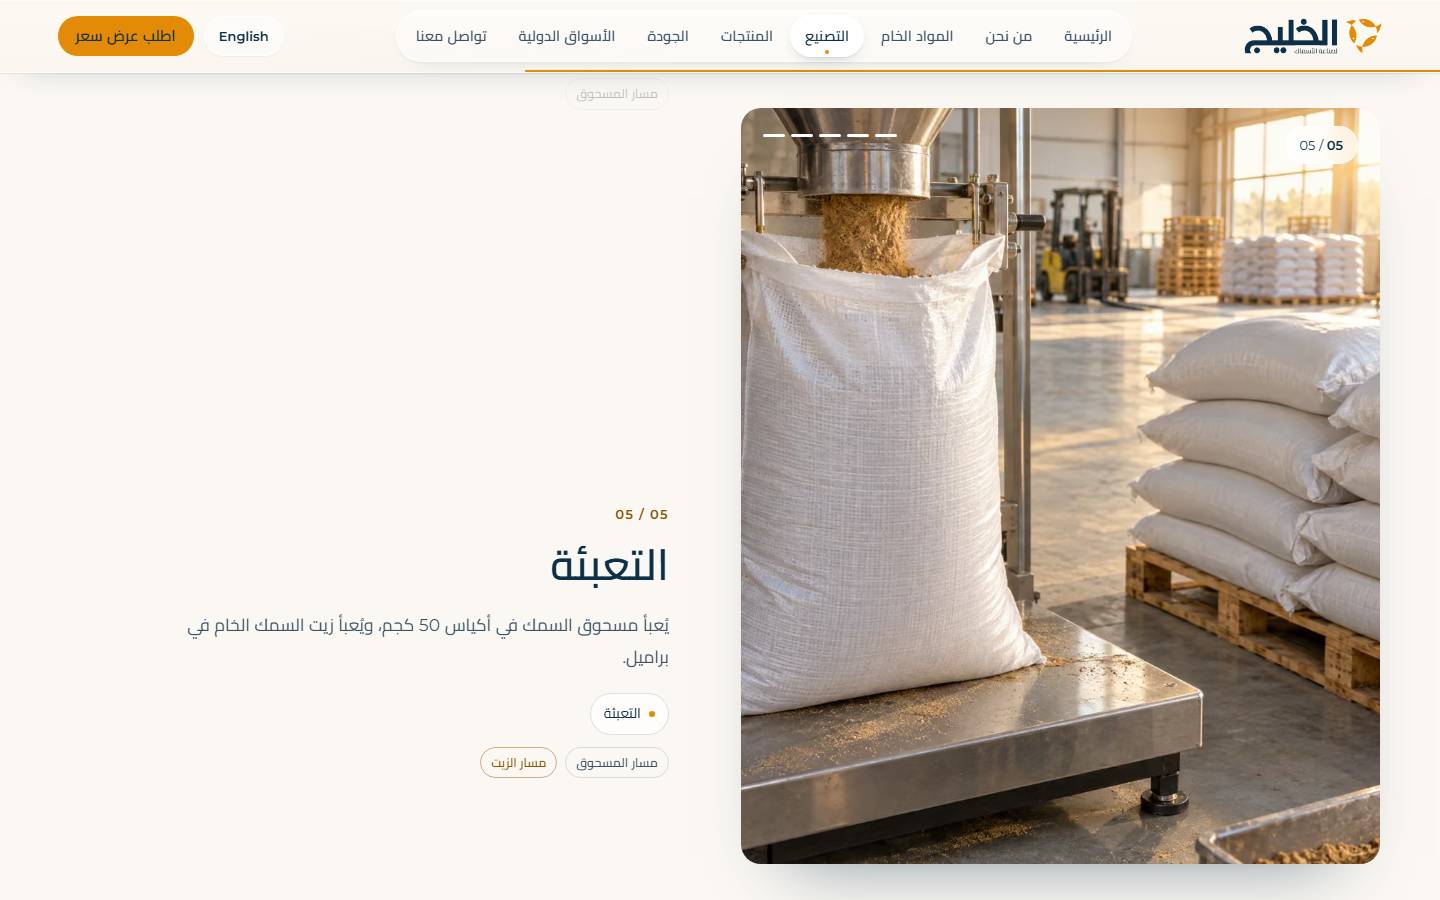 الخليج
لصناعة الأسماك
الرئيسية
من نحن
المواد الخام
التصنيع
المنتجات
الجودة
الأسواق الدولية
تواصل معنا
English
اطلب عرض سعر
مسار المسحوق
05 / 05
05 / 05
التعبئة
يُعبأ مسحوق السمك في أكياس 50 كجم، ويُعبأ زيت السمك الخام في
براميل.
التعبئة
مسار المسحوق
مسار الزيت